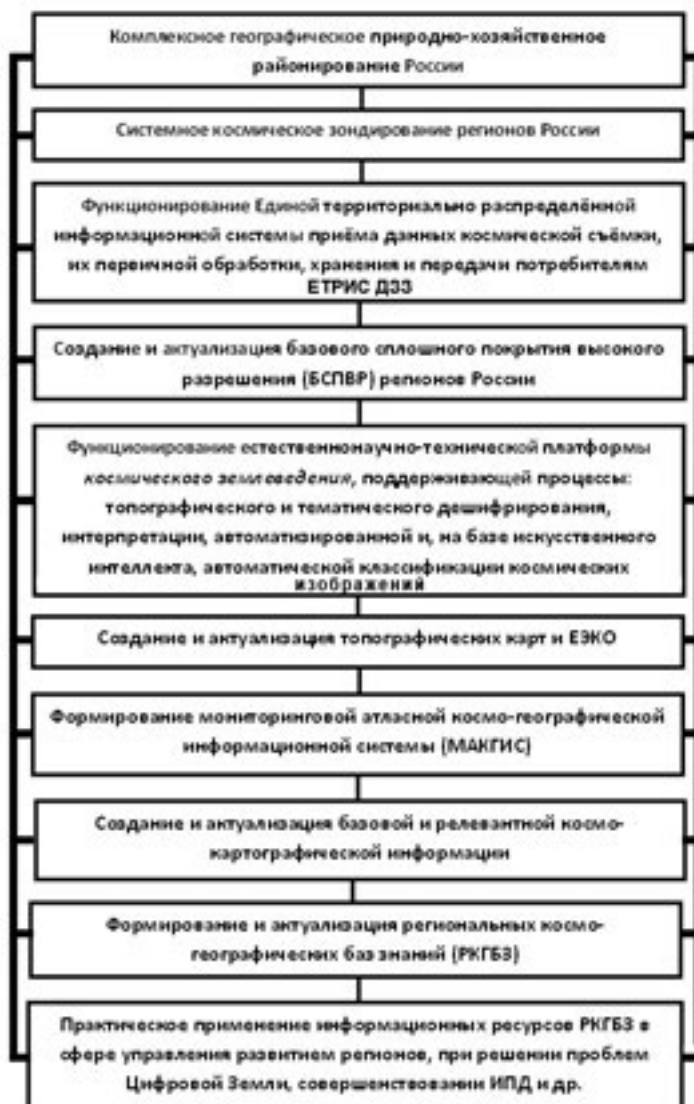 Комплексное географическое природно-хозяйственное
районирование России
Системное космическое зондирование регионов России
Функционирование Единой территориально распределённой
информационной системы приёма данных космической съёмки,
их первичной обработки, хранения и передачи потребителям
ЕТРИС ДЗЗ
Создание и актуализация базового сплошного покрытия высокого
разрешения (БСПВР) регионов России
Функционирование естественнонаучно-технической платформы
космического землеведения, поддерживающей процессы:
топографического и тематического дешифрирования,
интерпретации, автоматизированной и, на базе искусственного
интеллекта, автоматической классификации космических
изображений
Создание и актуализация топографических карт и ЕЭКО
Формирование мониторинговой атласной космо-географической
информационной системы (МАКГИС)
Создание и актуализация базовой и релевантной космо-
картографической информации
Формирование и актуализация региональных космо-
географических баз знаний (РКГБЗ)
Практическое применение информационных ресурсов РКГБЗ в
сфере управления развитием регионов, при решении проблем
Цифровой Земли, совершенствовании ИПД и др.